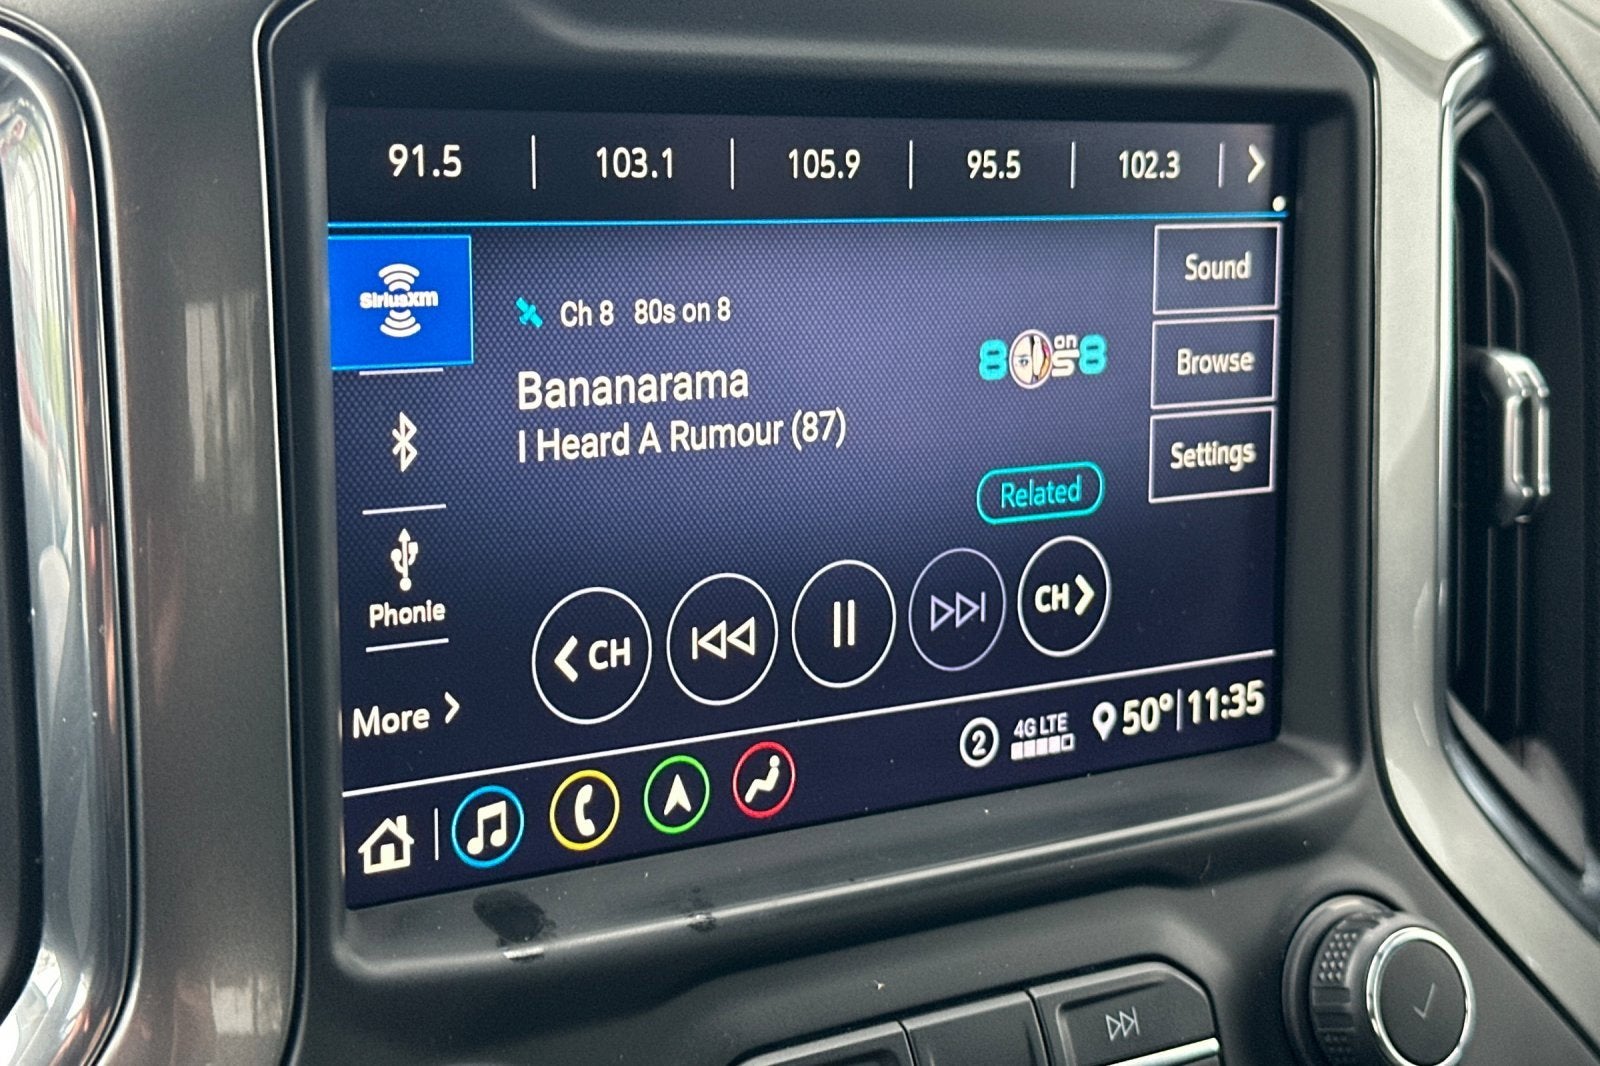 91.5 103.1 105.9 95.5 102.3
SiriusXM
Ch 8 80s on 8
80s on 8
Sound
Bananarama
I Heard A Rumour (87)
Browse
Settings
Related
Phonie
CH
CH
More
2 4G LTE 50° 11:35